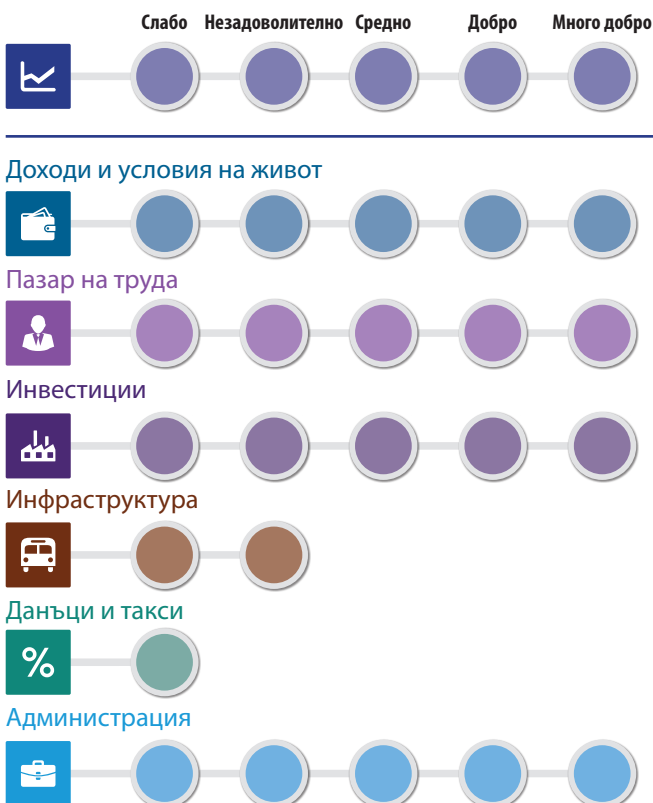 Слабо Незадоволително Средно Добро Много добро
Доходи и условия на живот
Пазар на труда
Инвестиции
Инфраструктура
Данъци и такси
%
Администрация